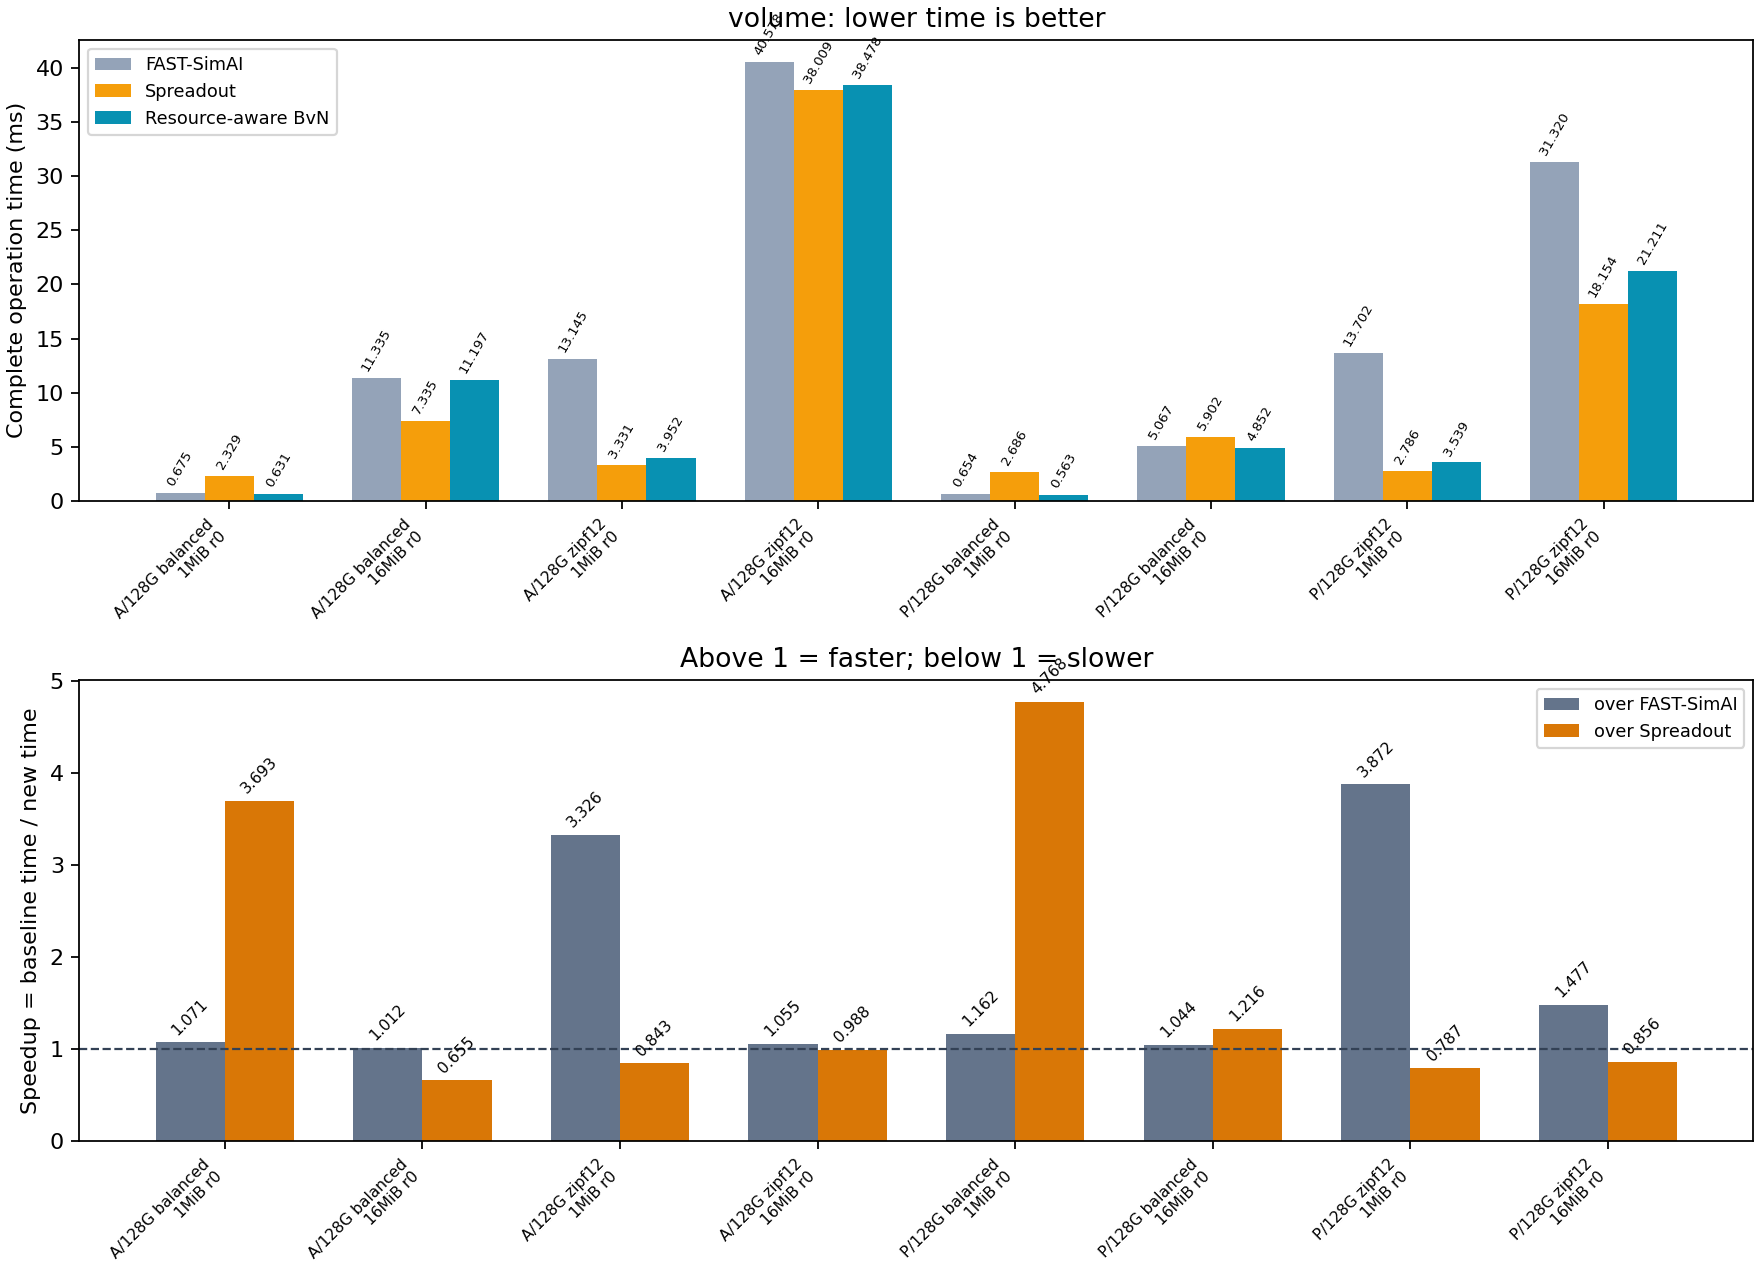 volume: lower time is better
Complete operation time (ms)
FAST-SimAI
Spreadout
Resource-aware BvN
40
35
30
25
20
15
10
5
0
0.675
2.329
0.631
11.335
7.335
11.197
13.145
3.331
3.952
40.578
38.009
38.478
0.654
2.686
0.563
5.067
5.902
4.852
13.702
2.786
3.539
31.320
18.154
21.211
A/128G balanced
1MiB r0
A/128G balanced
16MiB r0
A/128G zipf12
1MiB r0
A/128G zipf12
16MiB r0
P/128G balanced
1MiB r0
P/128G balanced
16MiB r0
P/128G zipf12
1MiB r0
P/128G zipf12
16MiB r0
Above 1 = faster; below 1 = slower
Speedup = baseline time / new time
over FAST-SimAI
over Spreadout
5
4
3
2
1
0
1.071
3.693
1.012
0.655
3.326
0.843
1.055
0.988
1.162
4.768
1.044
1.216
3.872
0.787
1.477
0.856
A/128G balanced
1MiB r0
A/128G balanced
16MiB r0
A/128G zipf12
1MiB r0
A/128G zipf12
16MiB r0
P/128G balanced
1MiB r0
P/128G balanced
16MiB r0
P/128G zipf12
1MiB r0
P/128G zipf12
16MiB r0